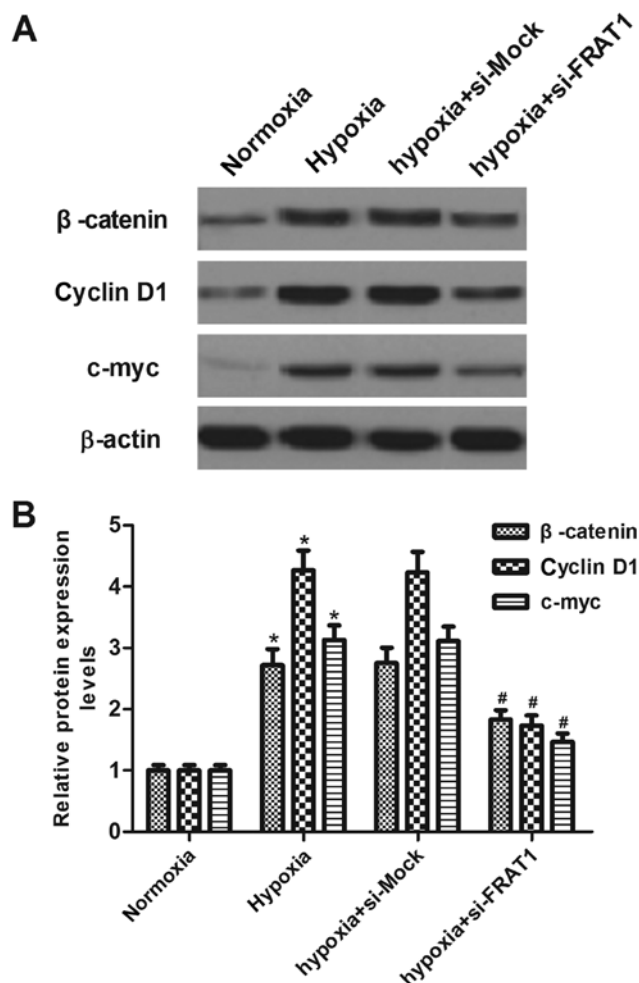 A
Normoxia
Hypoxia
hypoxia+si-Mock
hypoxia+si-FRAT1
β -catenin
Cyclin D1
c-myc
β-actin
B
Relative protein expression
levels
5
4
3
2
1
0
*
*
*
#
#
#
β -catenin
Cyclin D1
c-myc
Normoxia
Hypoxia
hypoxia+si-Mock
hypoxia+si-FRAT1